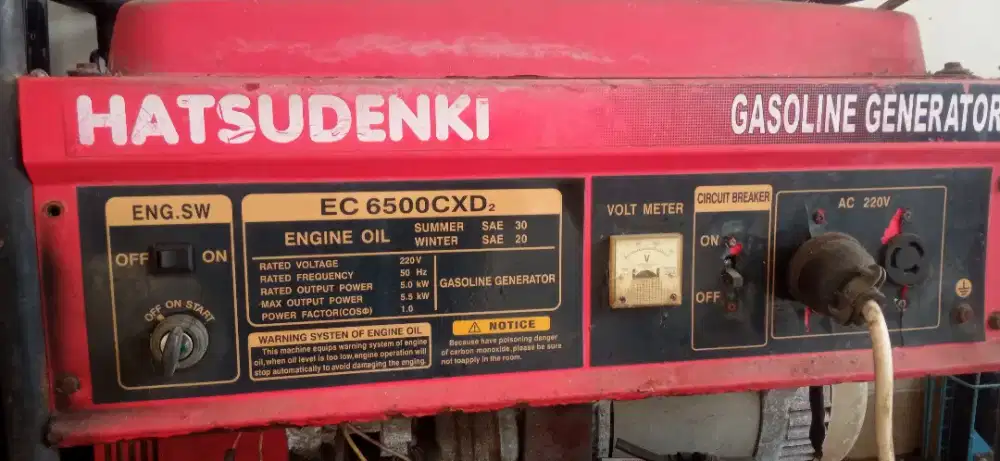 HATSUDENKI
GASOLINE GENERATOR
ENG.SW
OFF ON
OFF ON START
EC 6500CXD₂
ENGINE OIL
SUMMER SAE 30
WINTER SAE 20
RATED VOLTAGE 220V
RATED FREQUENCY 50 Hz
RATED OUTPUT POWER 5.0 kW
MAX OUTPUT POWER 5.5 kW
POWER FACTOR(COSΦ) 1.0
GASOLINE GENERATOR
WARNING SYSTEN OF ENGINE OIL
This machine equips warning system of engine
oil,when oil level is too low,engine operation will
stop automatically to avoid damaging the enging.
NOTICE
Because have poisoning danger
of carbon monoxide,please be sure
not toapply in the room.
VOLT METER
V
CIRCUIT BREAKER
ON
OFF
AC 220V